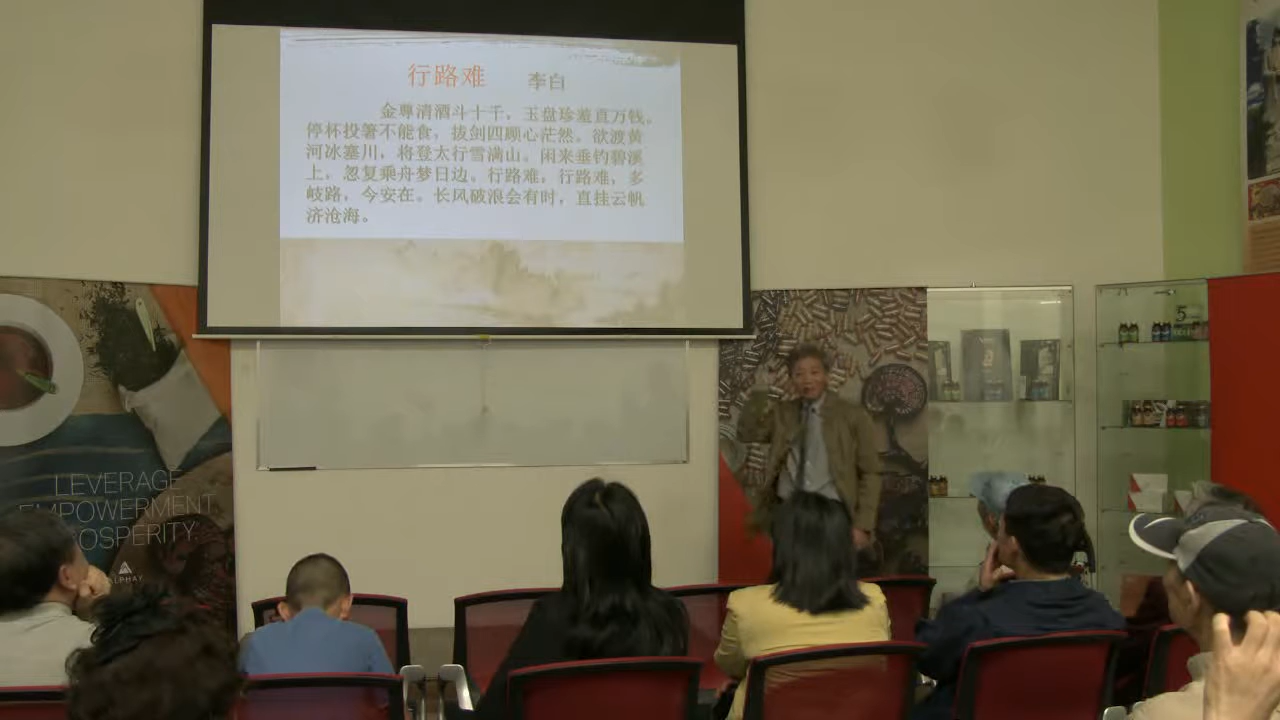 行路难 李白
金尊清酒斗十千，玉盘珍羞直万钱。
停杯投箸不能食，拔剑四顾心茫然。欲渡黄
河冰塞川，将登太行雪满山。闲来垂钓碧溪
上，忽复乘舟梦日边。行路难，行路难，多
岐路，今安在。长风破浪会有时，直挂云帆
济沧海。
LEVERAGE
EMPOWERMENT
OSPERITY.
ALPHAY
5